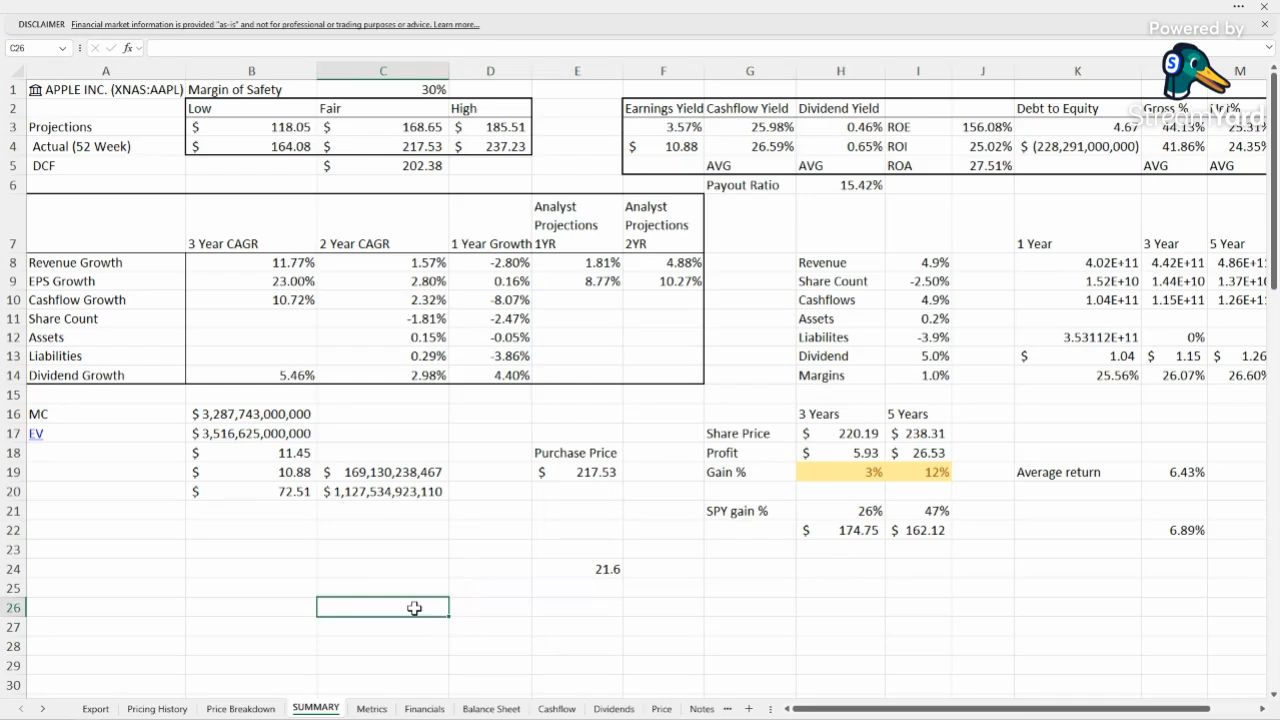 DISCLAIMER Financial market information is provided "as-is" and not for professional or trading purposes or advice. Learn more...
Powered by
C26 fx
A B C D E F G H I J K L M
1 APPLE INC. (XNAS:AAPL) Margin of Safety 30%
2 Low Fair High Earnings Yield Cashflow Yield Dividend Yield Debt to Equity Gross %
3 Projections $ 118.05 $ 168.65 $ 185.51 3.57% 25.98% 0.46% ROE 156.08% 4.67 44.13% 25.31%
4 Actual (52 Week) $ 164.08 $ 217.53 $ 237.23 $ 10.88 26.59% 0.65% ROI 25.02% $ (228,291,000,000) 41.86% 24.35%
5 DCF $ 202.38 AVG AVG ROA 27.51% AVG AVG
6 Payout Ratio 15.42%
7 3 Year CAGR 2 Year CAGR 1 Year Growth Analyst Projections 1YR Analyst Projections 2YR 1 Year 3 Year 5 Year
8 Revenue Growth 11.77% 1.57% -2.80% 1.81% 4.88% Revenue 4.9% 4.02E+11 4.42E+11 4.86E+11
9 EPS Growth 23.00% 2.80% 0.16% 8.77% 10.27% Share Count -2.50% 1.52E+10 1.44E+10 1.37E+10
10 Cashflow Growth 10.72% 2.32% -8.07% Cashflows 4.9% 1.04E+11 1.15E+11 1.26E+11
11 Share Count -1.81% -2.47% Assets 0.2%
12 Assets 0.15% -0.05% Liabilites -3.9% 3.53112E+11 0%
13 Liabilities 0.29% -3.86% Dividend 5.0% $ 1.04 $ 1.15 $ 1.26
14 Dividend Growth 5.46% 2.98% 4.40% Margins 1.0% 25.56% 26.07% 26.60%
15
16 MC $ 3,287,743,000,000 3 Years 5 Years
17 EV $ 3,516,625,000,000 Share Price $ 220.19 $ 238.31
18 $ 11.45 Purchase Price Profit $ 5.93 $ 26.53
19 $ 10.88 $ 169,130,238,467 $ 217.53 Gain % 3% 12% Average return 6.43%
20 $ 72.51 $ 1,127,534,923,110
21 SPY gain % 26% 47%
22 $ 174.75 $ 162.12 6.89%
23
24 21.6
25
26
27
28
29
30
Export Pricing History Price Breakdown SUMMARY Metrics Financials Balance Sheet Cashflow Dividends Price Notes